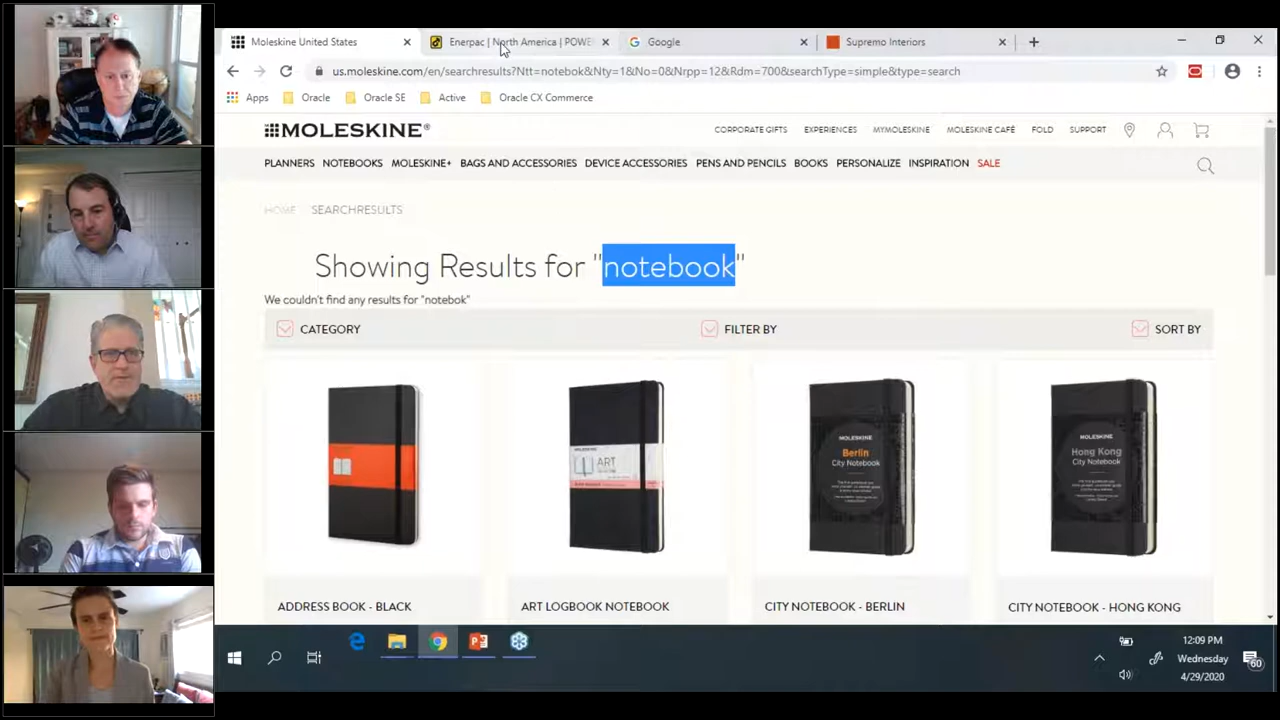 Moleskine United States
Enerpac | North America | POWE
Google
Supremo Interiors
us.moleskine.com/en/searchresults?Ntt=notebok&Nty=1&No=0&Nrpp=12&Rdm=700&searchType=simple&type=search
Apps Oracle Oracle SE Active Oracle CX Commerce
MOLESKINE®
CORPORATE GIFTS EXPERIENCES MYMOLESKINE MOLESKINE CAFÉ FOLD SUPPORT
PLANNERS NOTEBOOKS MOLESKINE+ BAGS AND ACCESSORIES DEVICE ACCESSORIES PENS AND PENCILS BOOKS PERSONALIZE INSPIRATION SALE
HOME SEARCHRESULTS
Showing Results for "notebook"
We couldn't find any results for "notebok"
CATEGORY FILTER BY SORT BY
ART
MOLESKINE
Berlin
City Notebook
MOLESKINE
Hong Kong
City Notebook
ADDRESS BOOK - BLACK
ART LOGBOOK NOTEBOOK
CITY NOTEBOOK - BERLIN
CITY NOTEBOOK - HONG KONG
12:09 PM
Wednesday
4/29/2020
60